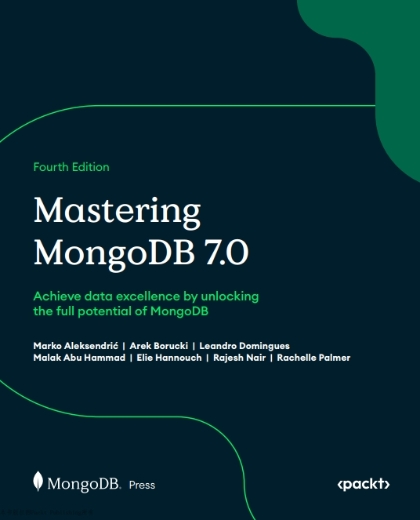 Fourth Edition
Mastering
MongoDB 7.0
Achieve data excellence by unlocking
the full potential of MongoDB
Marko Aleksendrić | Arek Borucki | Leandro Domingues
Malak Abu Hammad | Elie Hannouch | Rajesh Nair | Rachelle Palmer
MongoDB. Press
<packt>